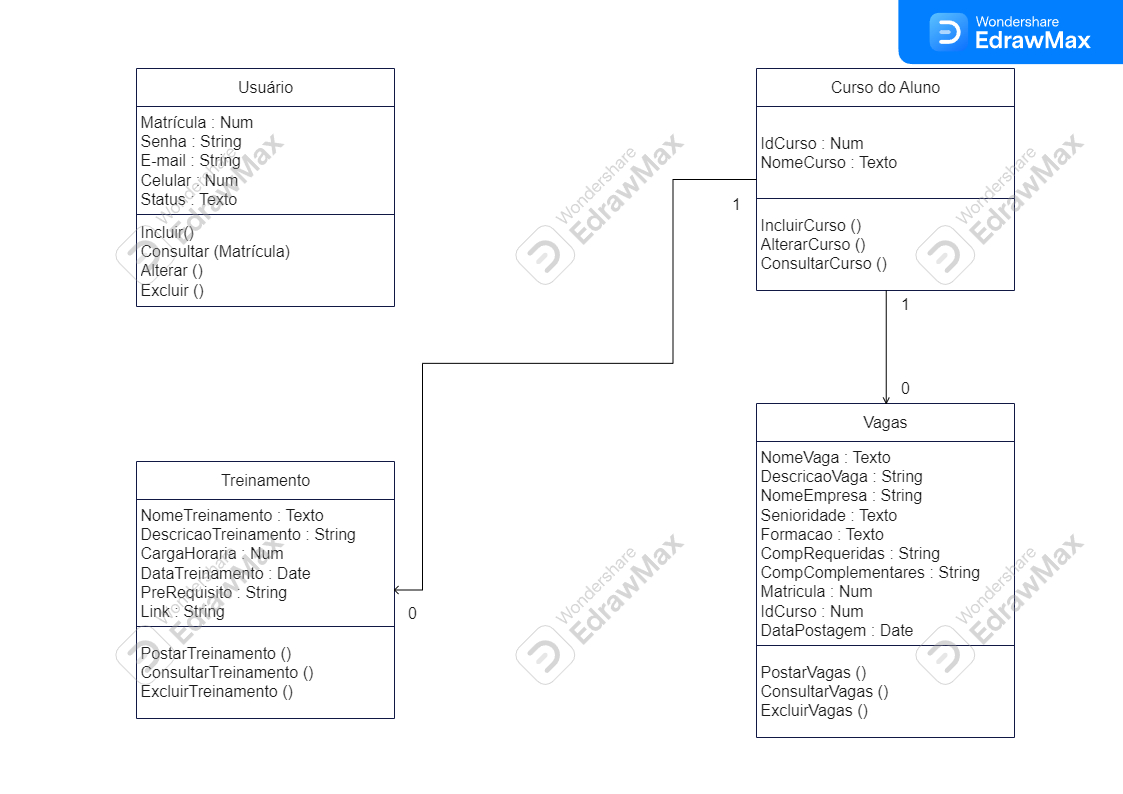 Wondershare
EdrawMax
Usuário
Matrícula : Num
Senha : String
E-mail : String
Celular : Num
Status : Texto
Incluir()
Consultar (Matrícula)
Alterar ()
Excluir ()
Curso do Aluno
IdCurso : Num
NomeCurso : Texto
IncluirCurso ()
AlterarCurso ()
ConsultarCurso ()
1
1
0
Treinamento
NomeTreinamento : Texto
DescricaoTreinamento : String
CargaHoraria : Num
DataTreinamento : Date
PreRequisito : String
Link : String
PostarTreinamento ()
ConsultarTreinamento ()
ExcluirTreinamento ()
0
Vagas
NomeVaga : Texto
DescricaoVaga : String
NomeEmpresa : String
Senioridade : Texto
Formacao : Texto
CompRequeridas : String
CompComplementares : String
Matricula : Num
IdCurso : Num
DataPostagem : Date
PostarVagas ()
ConsultarVagas ()
ExcluirVagas ()
Wondershare
EdrawMax
Wondershare
EdrawMax
Wondershare
EdrawMax
Wondershare
EdrawMax
Wondershare
EdrawMax
Wondershare
EdrawMax